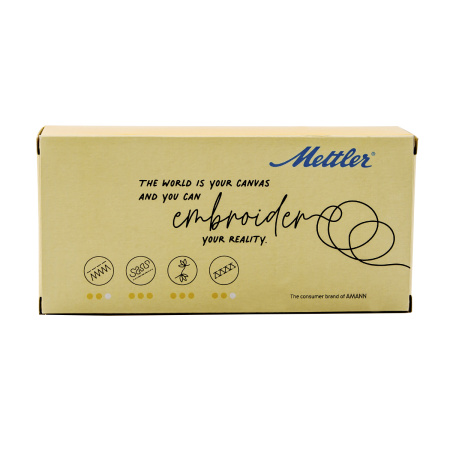 Mettler®
THE WORLD IS YOUR CANVAS
AND YOU CAN
embroider
YOUR REALITY.
The consumer brand of AMANN